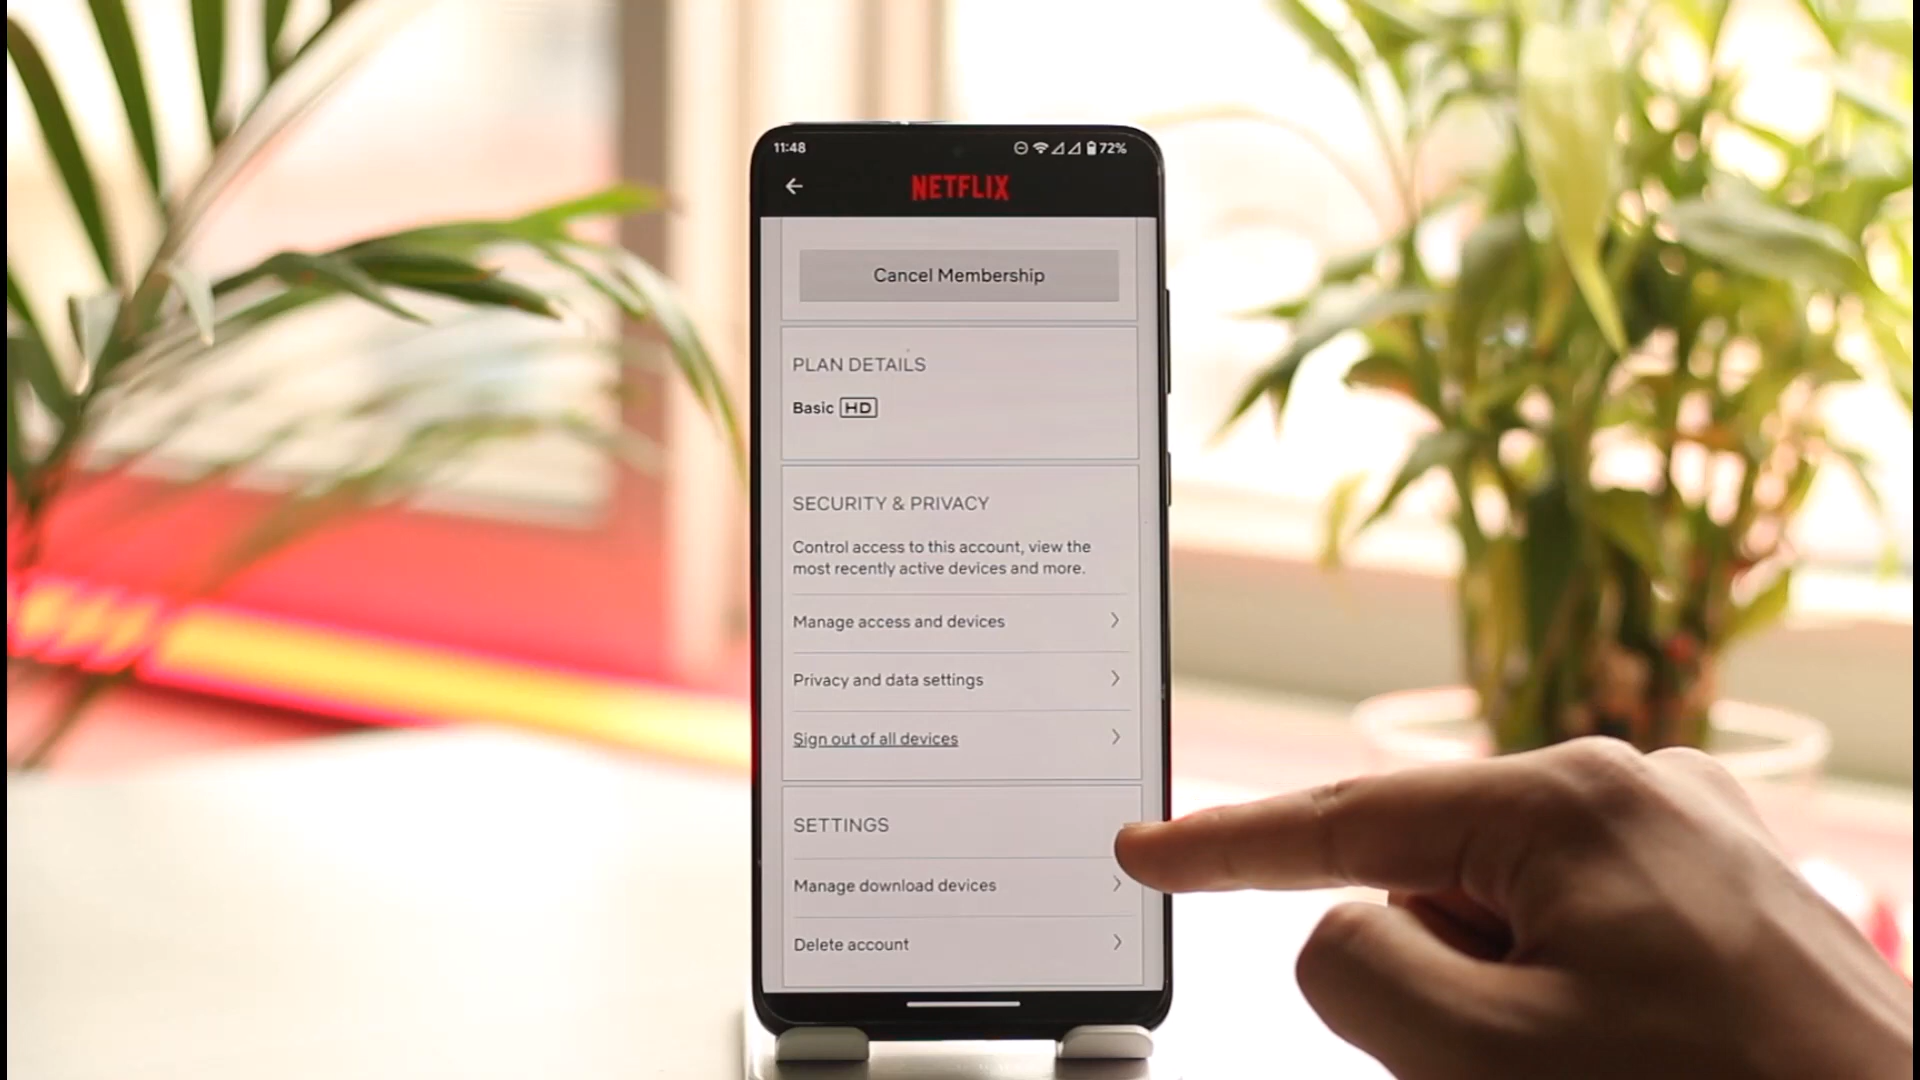 11:48 72%
NETFLIX
Cancel Membership
PLAN DETAILS
Basic HD
SECURITY & PRIVACY
Control access to this account, view the
most recently active devices and more.
Manage access and devices
Privacy and data settings
Sign out of all devices
SETTINGS
Manage download devices
Delete account